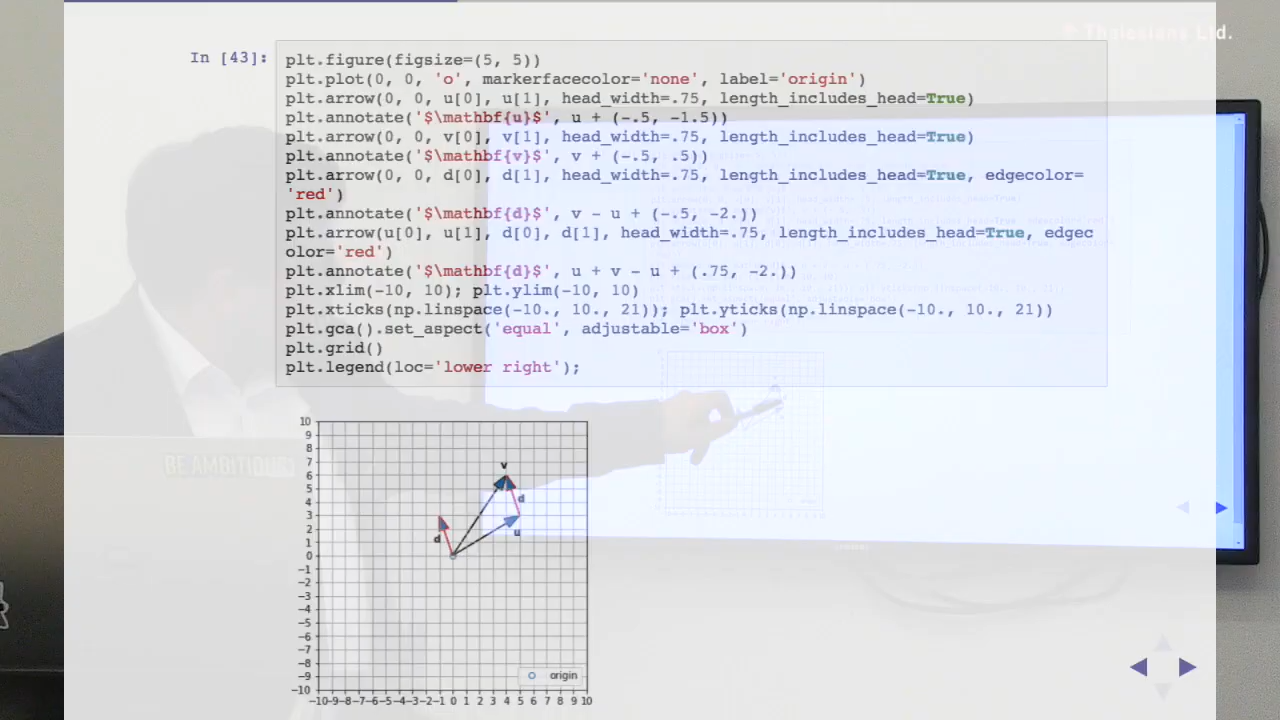 Thalesians Ltd.
In [43]:
plt.figure(figsize=(5, 5))
plt.plot(0, 0, 'o', markerfacecolor='none', label='origin')
plt.arrow(0, 0, u[0], u[1], head_width=.75, length_includes_head=True)
plt.annotate('$\mathbf{u}$', u + (-.5, -1.5))
plt.arrow(0, 0, v[0], v[1], head_width=.75, length_includes_head=True)
plt.annotate('$\mathbf{v}$', v + (-.5, .5))
plt.arrow(0, 0, d[0], d[1], head_width=.75, length_includes_head=True, edgecolor=
'red')
plt.annotate('$\mathbf{d}$', v - u + (-.5, -2.))
plt.arrow(u[0], u[1], d[0], d[1], head_width=.75, length_includes_head=True, edgec
olor='red')
plt.annotate('$\mathbf{d}$', u + v - u + (.75, -2.))
plt.xlim(-10, 10); plt.ylim(-10, 10)
plt.xticks(np.linspace(-10., 10., 21)); plt.yticks(np.linspace(-10., 10., 21))
plt.gca().set_aspect('equal', adjustable='box')
plt.grid()
plt.legend(loc='lower right');
BE AMBITIOUS
10
9
8
7
v
6
5
4
d
3
2
u
1
d
0
−1
−2
−3
−4
−5
−6
−7
−8
−9
origin
−10
−10−9−8−7−6−5−4−3−2−1 0 1 2 3 4 5 6 7 8 9 10